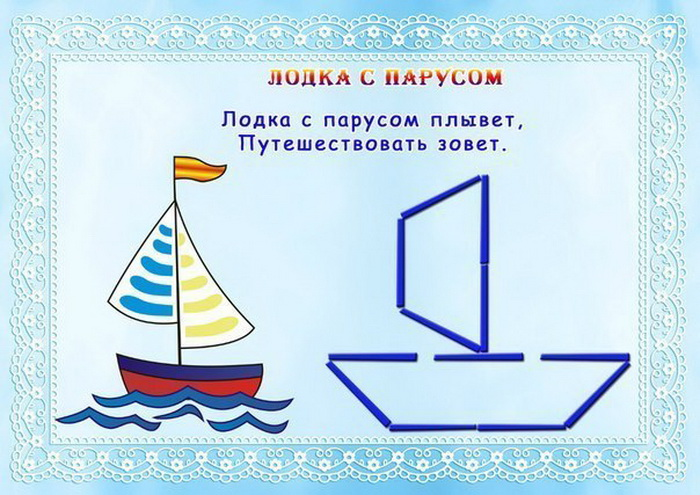 ЛОДКА С ПАРУСОМ
Лодка с парусом плывет,
Путешествовать зовет.